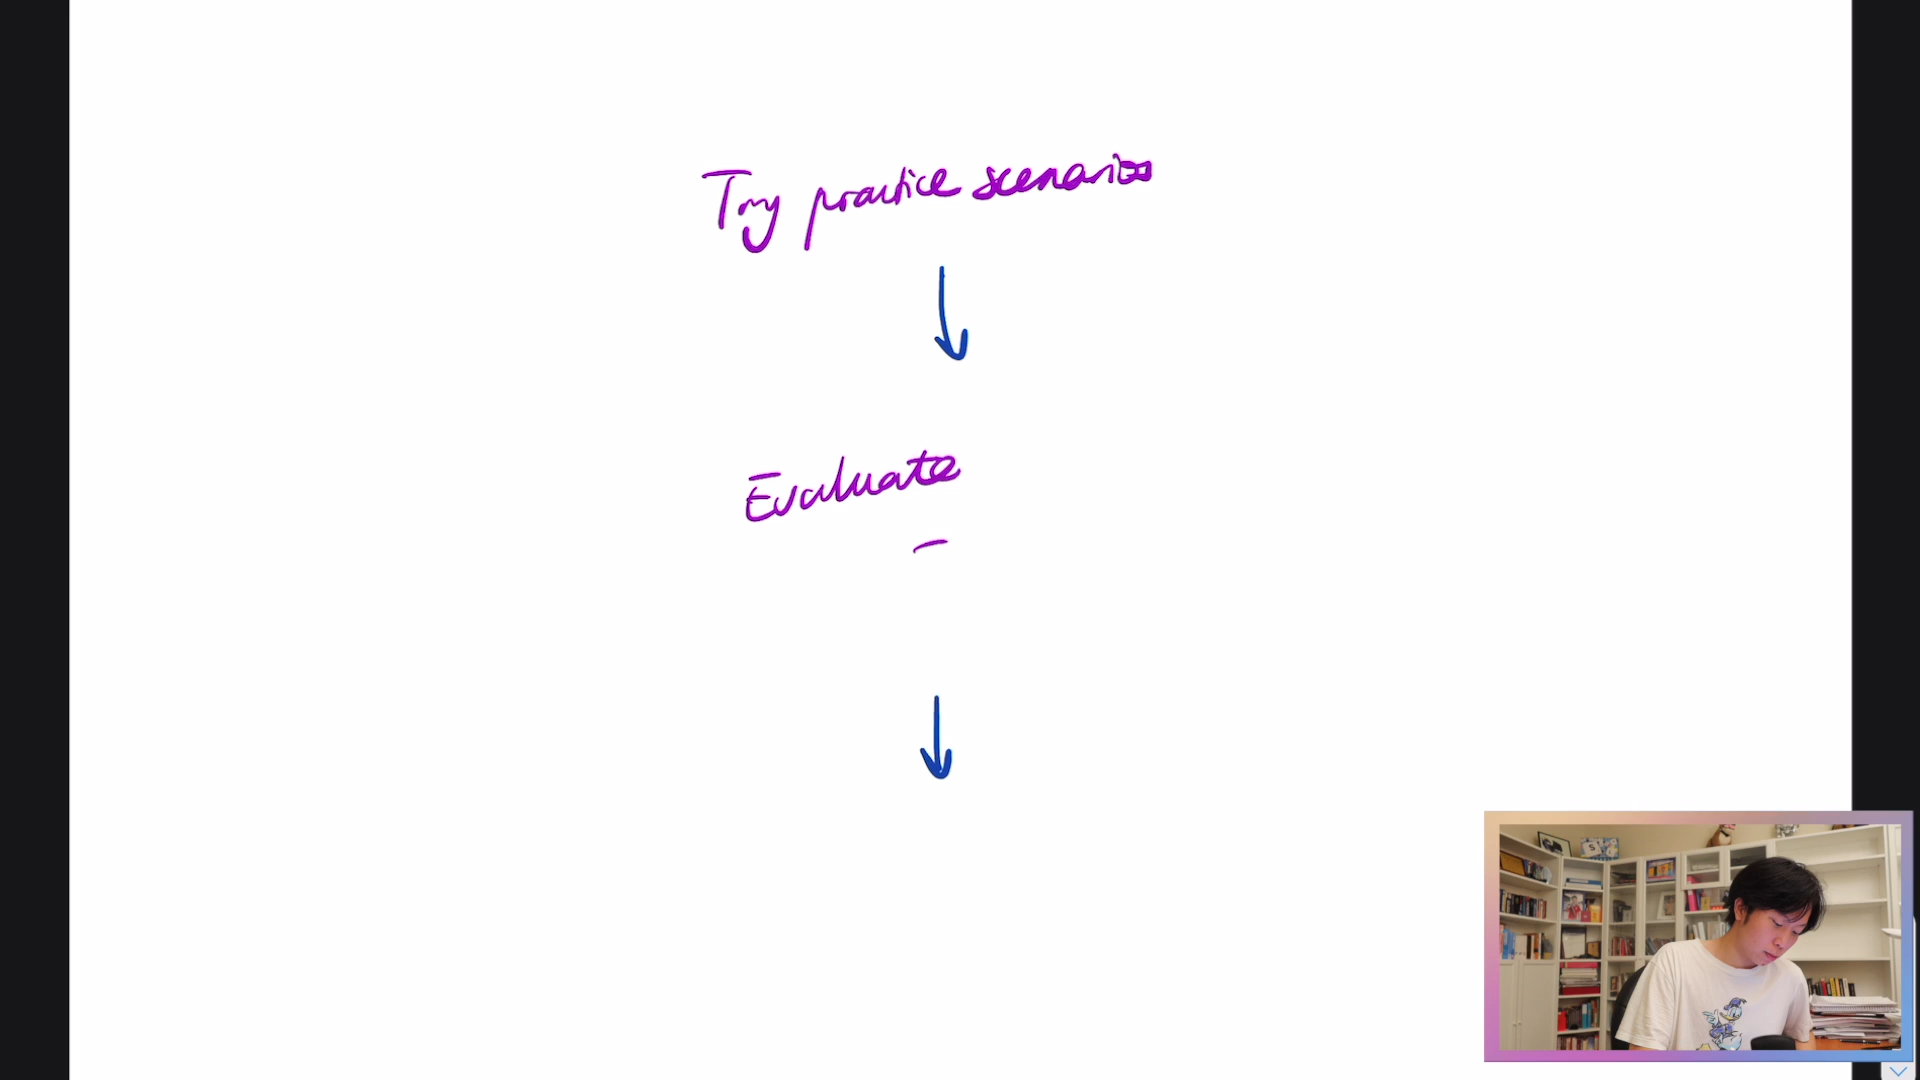 Try practice scenarios
↓
Evaluate
-
↓